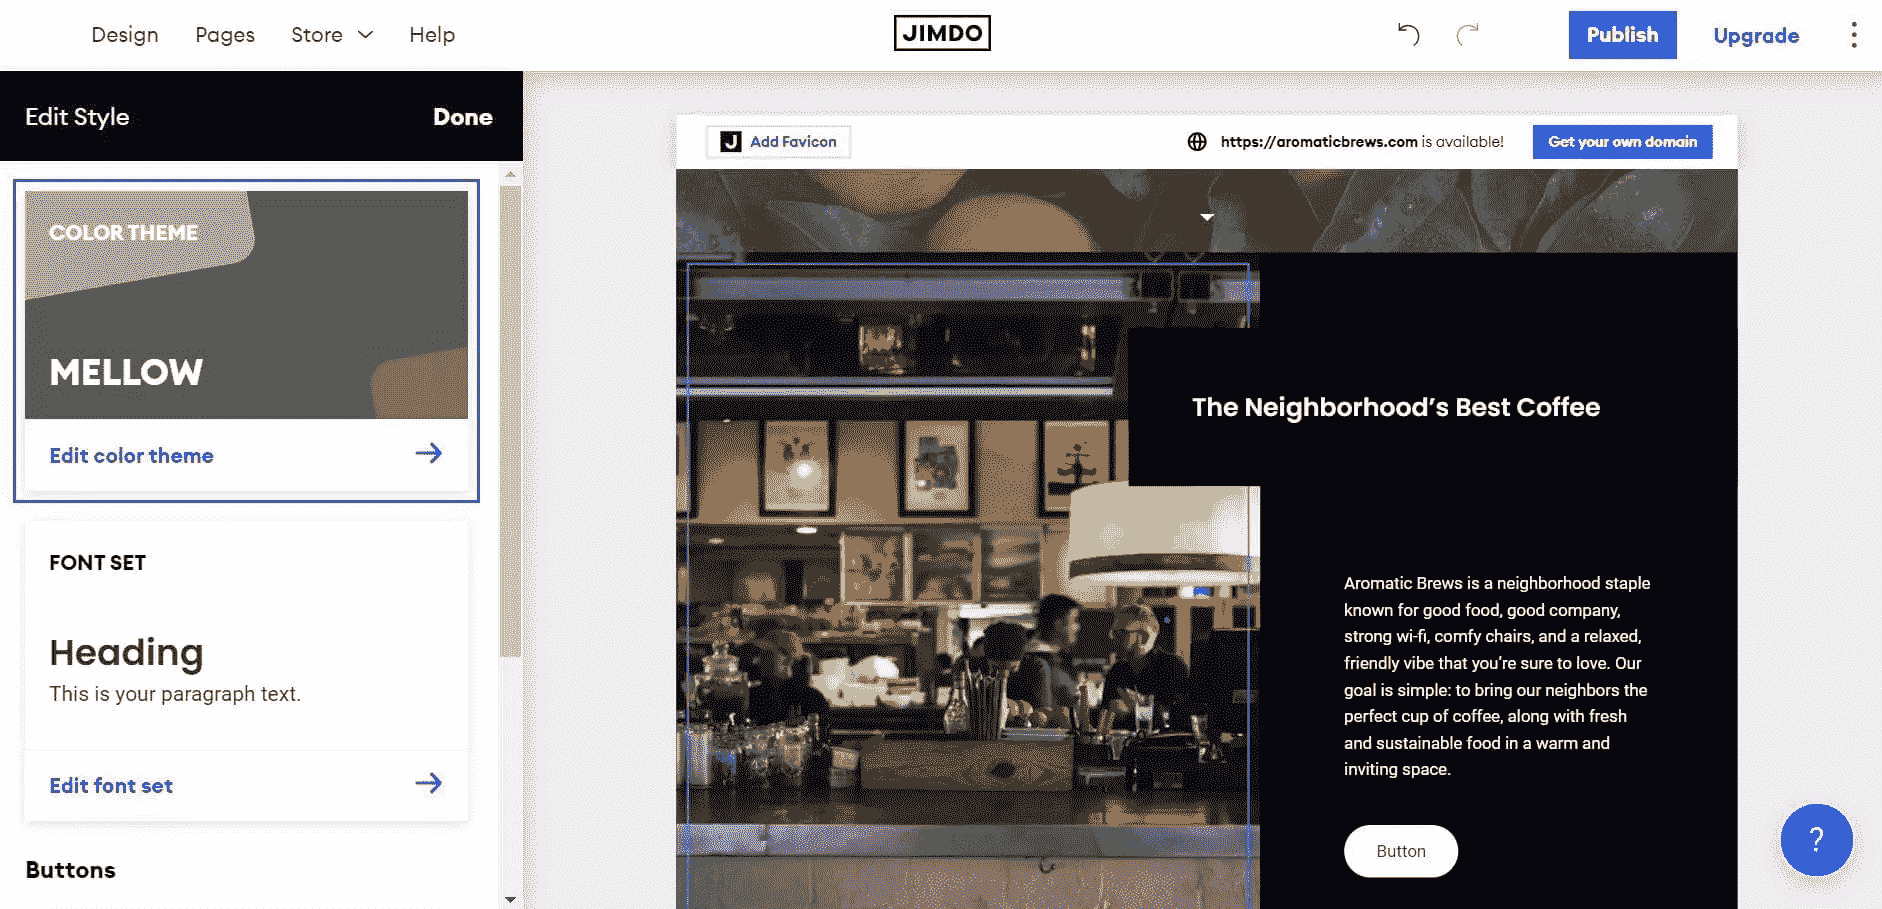 Design Pages Store Help
JIMDO
Publish Upgrade
Edit Style Done
COLOR THEME
MELLOW
Edit color theme
FONT SET
Heading
This is your paragraph text.
Edit font set
Buttons
J Add Favicon
https://aromaticbrews.com is available!
Get your own domain
The Neighborhood’s Best Coffee
Aromatic Brews is a neighborhood staple
known for good food, good company,
strong wi-fi, comfy chairs, and a relaxed,
friendly vibe that you’re sure to love. Our
goal is simple: to bring our neighbors the
perfect cup of coffee, along with fresh
and sustainable food in a warm and
inviting space.
Button
?